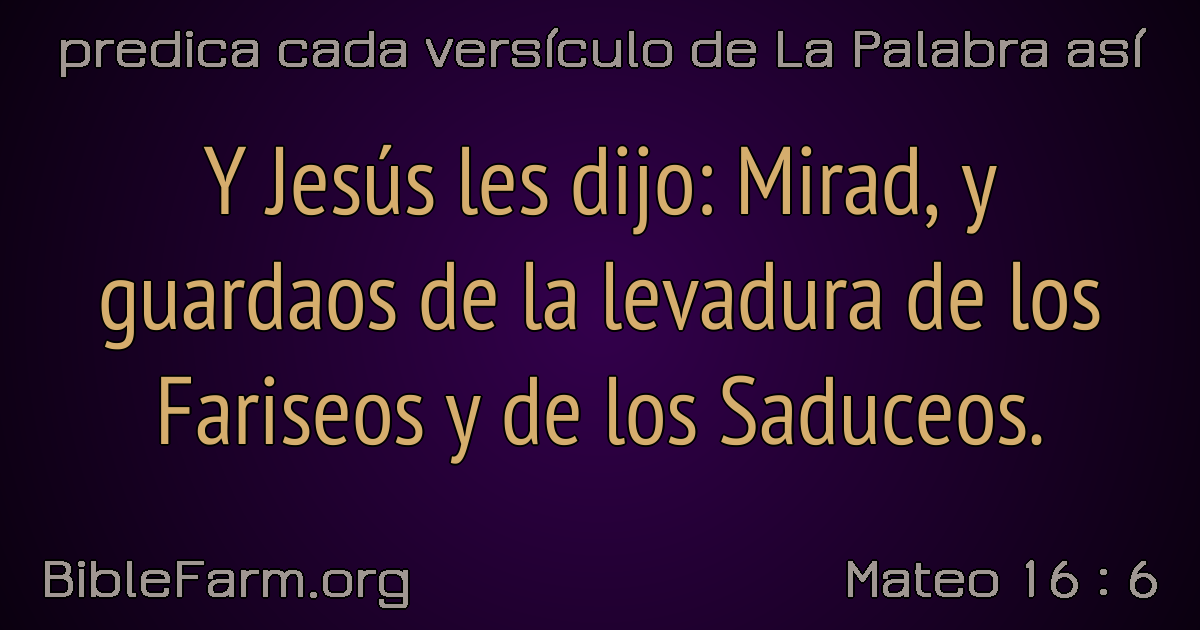 predica cada versículo de La Palabra así
Y Jesús les dijo: Mirad, y
guardaos de la levadura de los
Fariseos y de los Saduceos.
BibleFarm.org
Mateo 16 : 6